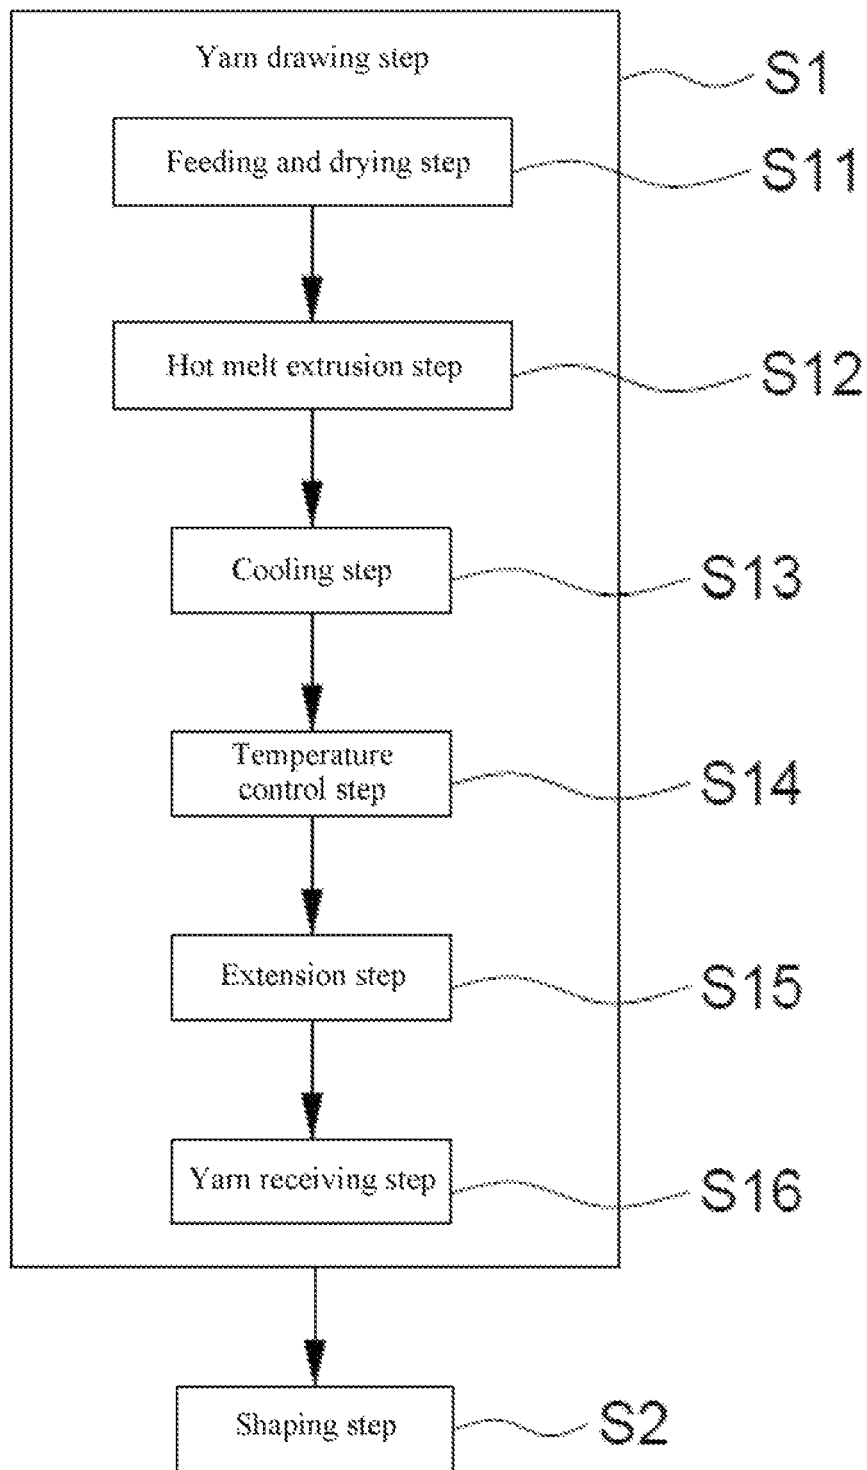 Yarn drawing step
S1
Feeding and drying step
S11
Hot melt extrusion step
S12
Cooling step
S13
Temperature
control step
S14
Extension step
S15
Yarn receiving step
S16
Shaping step
S2